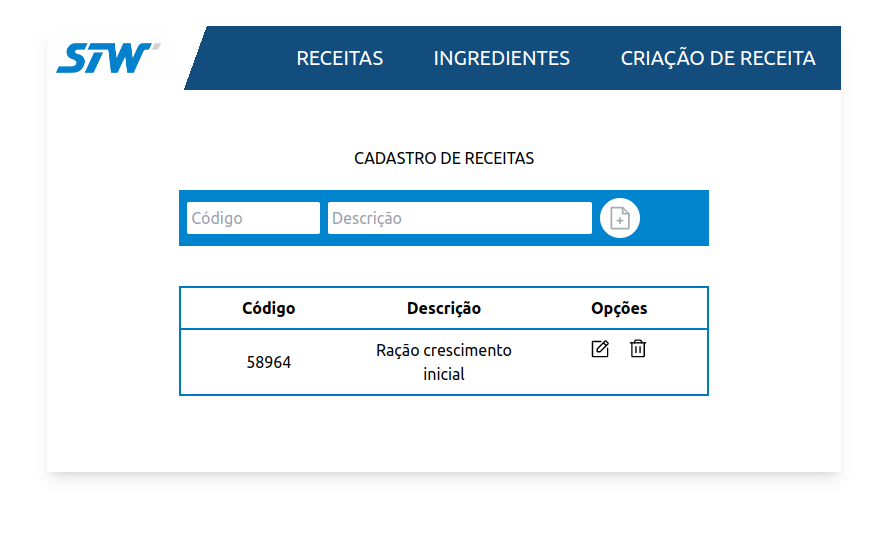 STW
RECEITAS INGREDIENTES CRIAÇÃO DE RECEITA
CADASTRO DE RECEITAS
Código Descrição
Código Descrição Opções
58964 Ração crescimento
inicial